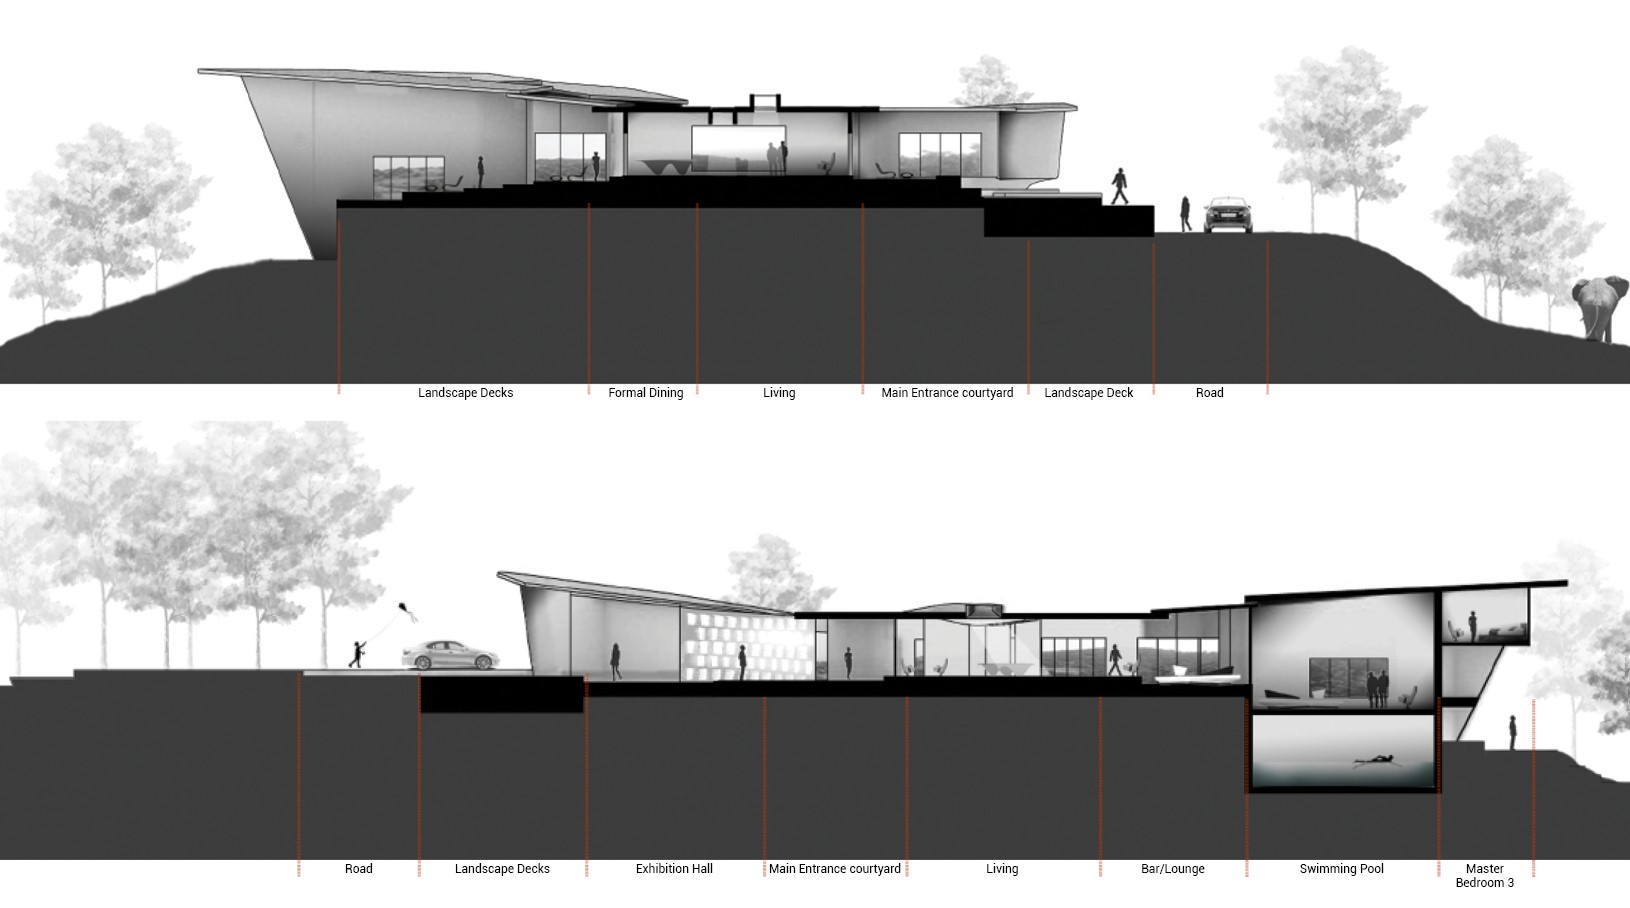 Landscape Decks
Formal Dining
Living
Main Entrance courtyard
Landscape Deck
Road
Road
Landscape Decks
Exhibition Hall
Main Entrance courtyard
Living
Bar/Lounge
Swimming Pool
Master
Bedroom 3